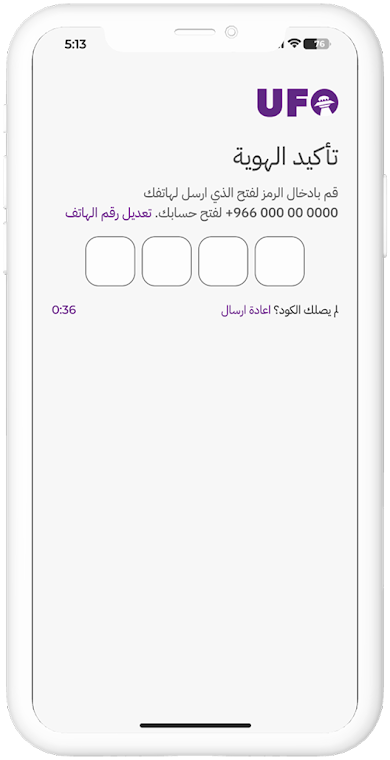 5:13
76
UFO
تأكيد الهوية
قم بادخال الرمز لفتح الذي ارسل لهاتفك
+966 000 00 0000 لفتح حسابك. تعديل رقم الهاتف
لم يصلك الكود؟ اعادة ارسال 0:36